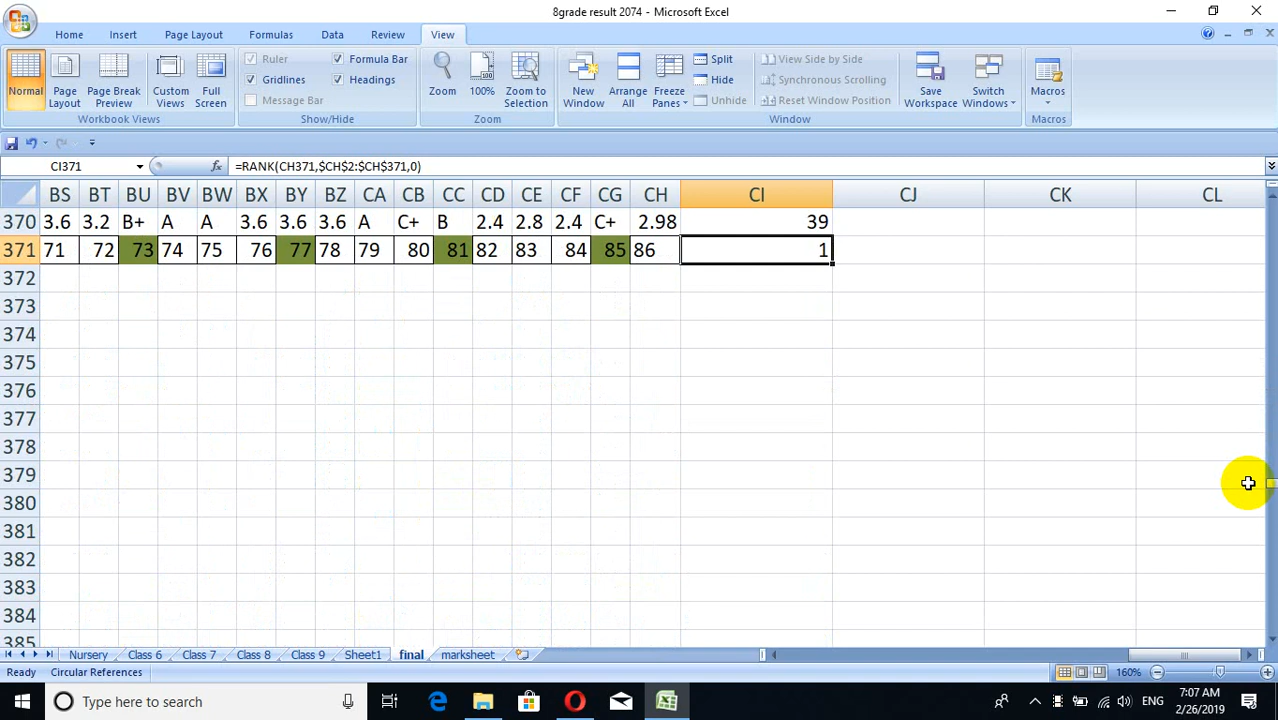 8grade result 2074 - Microsoft Excel
Home Insert Page Layout Formulas Data Review View
Normal Page Layout Page Break Preview Custom Views Full Screen
Workbook Views
Ruler Formula Bar
Gridlines Headings
Message Bar
Show/Hide
Zoom 100% Zoom to Selection
Zoom
New Window Arrange All Freeze Panes
Split View Side by Side
Hide Synchronous Scrolling
Unhide Reset Window Position
Save Workspace Switch Windows
Window
Macros
Macros
CI371 fx =RANK(CH371,$CH$2:$CH$371,0)
BS BT BU BV BW BX BY BZ CA CB CC CD CE CF CG CH CI CJ CK CL
370 3.6 3.2 B+ A A 3.6 3.6 3.6 A C+ B 2.4 2.8 2.4 C+ 2.98 39
371 71 72 73 74 75 76 77 78 79 80 81 82 83 84 85 86 1
372
373
374
375
376
377
378
379
380
381
382
383
384
385
Nursery Class 6 Class 7 Class 8 Class 9 Sheet1 final marksheet
Ready Circular References 160%
Type here to search
ENG
7:07 AM
2/26/2019